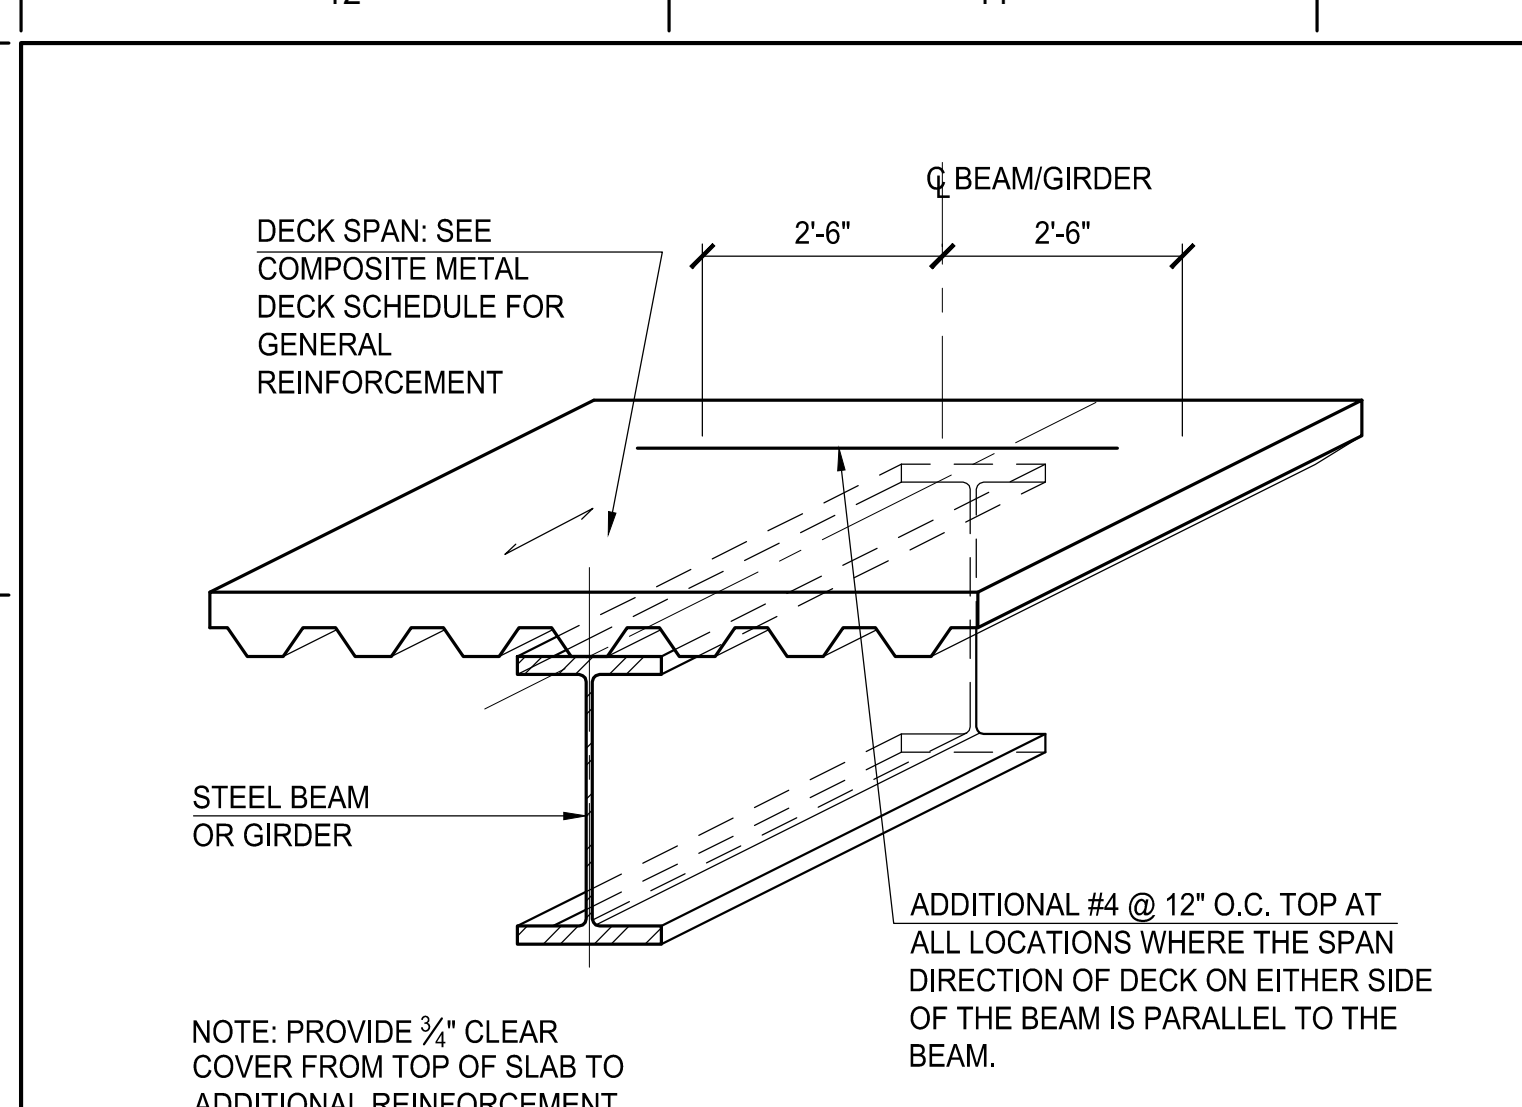 ℄ BEAM/GIRDER
DECK SPAN: SEE
COMPOSITE METAL
DECK SCHEDULE FOR
GENERAL
REINFORCEMENT
2'-6"
2'-6"
STEEL BEAM
OR GIRDER
ADDITIONAL #4 @ 12" O.C. TOP AT
ALL LOCATIONS WHERE THE SPAN
DIRECTION OF DECK ON EITHER SIDE
OF THE BEAM IS PARALLEL TO THE
BEAM.
NOTE: PROVIDE ¾" CLEAR
COVER FROM TOP OF SLAB TO
ADDITIONAL REINFORCEMENT